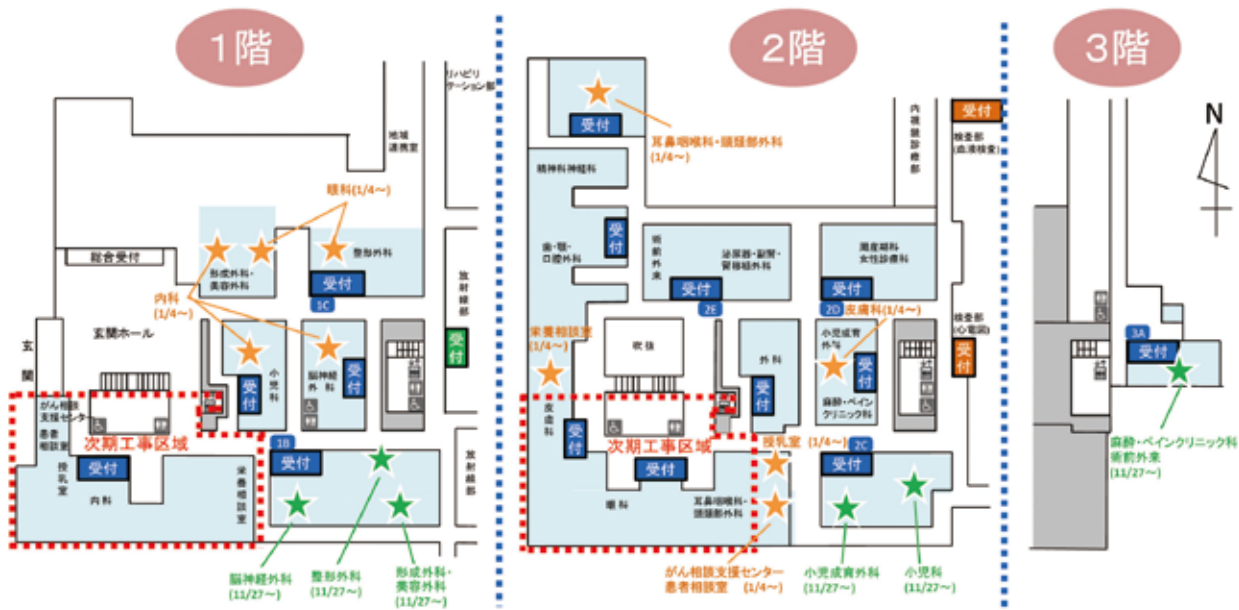 1階
2階
3階
リハビリ
テーション部
地域
連携室
眼科(1/4～)
整形外科
総合受付
形成外科・
美容外科
受付
1C
内科
(1/4～)
玄関ホール
玄関
小児科
受付
脳神経
外科
受付
放射線部
受付
がん相談
支援センター
患者
相談室
次期工事区域
受付
授乳室
内科
栄養相談室
1B
受付
放射線部
脳神経外科
(11/27～)
整形外科
(11/27～)
形成外科・
美容外科
(11/27～)
受付
耳鼻咽喉科・頭頸部外科
(1/4～)
精神科神経科
内視鏡診療部
受付
検査部
(血液検査)
歯・顎・
口腔外科
受付
術前外来
泌尿器・副腎・
腎移植外科
受付
2E
周産期科
女性診療科
受付
2D
皮膚科(1/4～)
栄養相談室
(1/4～)
吹抜
外科
受付
小児成育
外科
受付
麻酔・ペイン
クリニック科
検査部
(心電図)
受付
皮膚科
受付
次期工事区域
受付
眼科
耳鼻咽喉科・
頭頸部外科
授乳室 (1/4～)
2C
受付
がん相談支援センター
患者相談室 (1/4～)
小児成育外科
(11/27～)
小児科
(11/27～)
N
3A
受付
麻酔・ペインクリニック科
術前外来
(11/27～)